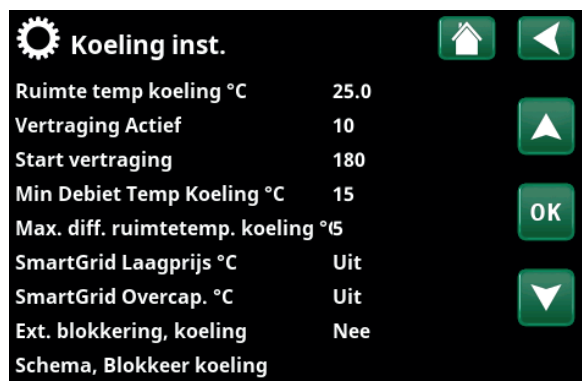 Koeling inst.
Ruimte temp koeling °C 25.0
Vertraging Actief 10
Start vertraging 180
Min Debiet Temp Koeling °C 15
Max. diff. ruimtetemp. koeling °(5
SmartGrid Laagprijs °C Uit
SmartGrid Overcap. °C Uit
Ext. blokkering, koeling Nee
Schema, Blokkeer koeling
OK